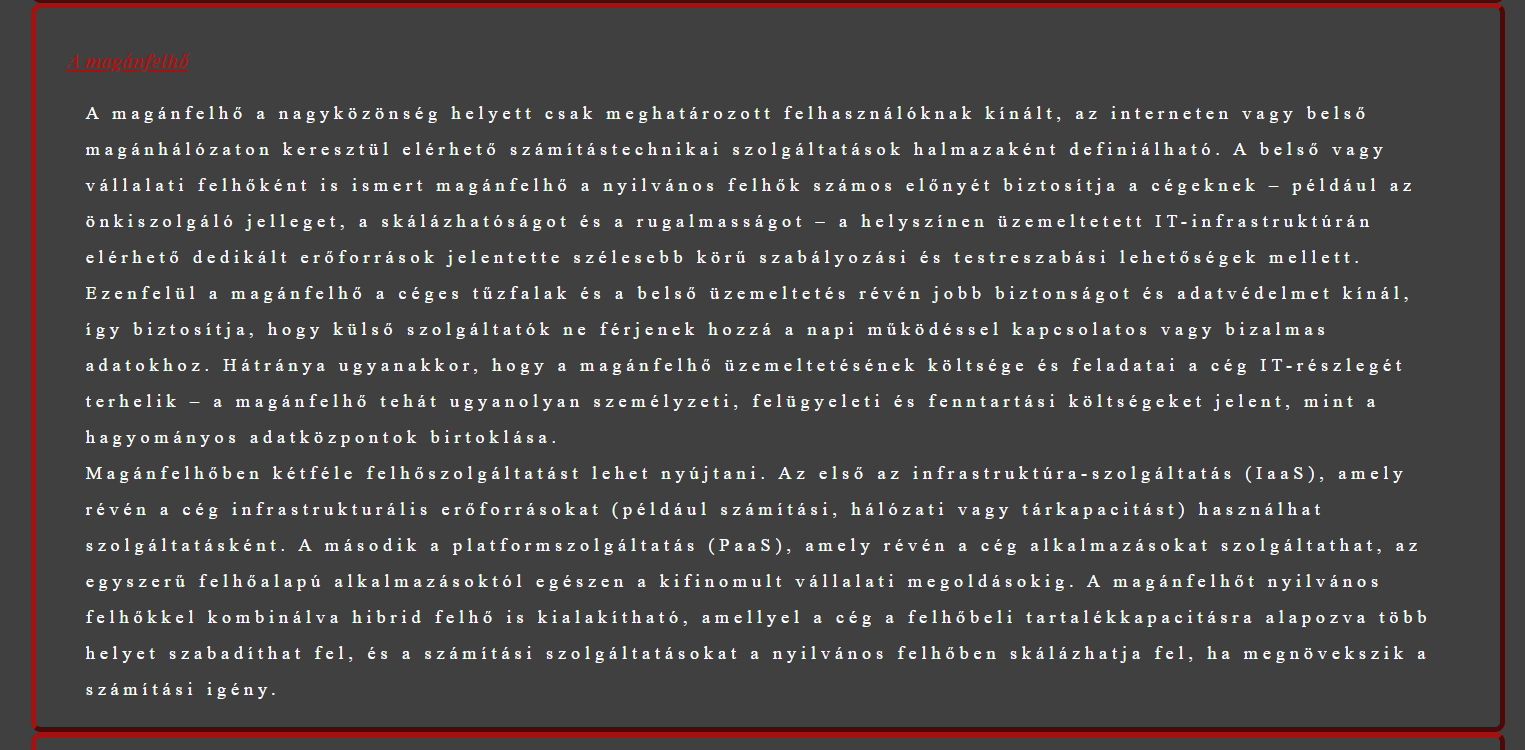 A magánfelhő
A magánfelhő a nagyközönség helyett csak meghatározott felhasználóknak kínált, az interneten vagy belső
magánhálózaton keresztül elérhető számítástechnikai szolgáltatások halmazaként definiálható. A belső vagy
vállalati felhőként is ismert magánfelhő a nyilvános felhők számos előnyét biztosítja a cégeknek – például az
önkiszolgáló jelleget, a skálázhatóságot és a rugalmasságot – a helyszínen üzemeltetett IT-infrastruktúrán
elérhető dedikált erőforrások jelentette szélesebb körű szabályozási és testreszabási lehetőségek mellett.
Ezenfelül a magánfelhő a céges tűzfalak és a belső üzemeltetés révén jobb biztonságot és adatvédelmet kínál,
így biztosítja, hogy külső szolgáltatók ne férjenek hozzá a napi működéssel kapcsolatos vagy bizalmas
adatokhoz. Hátránya ugyanakkor, hogy a magánfelhő üzemeltetésének költsége és feladatai a cég IT-részlegét
terhelik – a magánfelhő tehát ugyanolyan személyzeti, felügyeleti és fenntartási költségeket jelent, mint a
hagyományos adatközpontok birtoklása.
Magánfelhőben kétféle felhőszolgáltatást lehet nyújtani. Az első az infrastruktúra-szolgáltatás (IaaS), amely
révén a cég infrastrukturális erőforrásokat (például számítási, hálózati vagy tárkapacitást) használhat
szolgáltatásként. A második a platformszolgáltatás (PaaS), amely révén a cég alkalmazásokat szolgáltathat, az
egyszerű felhőalapú alkalmazásoktól egészen a kifinomult vállalati megoldásokig. A magánfelhőt nyilvános
felhőkkel kombinálva hibrid felhő is kialakítható, amellyel a cég a felhőbeli tartalékkapacitásra alapozva több
helyet szabadíthat fel, és a számítási szolgáltatásokat a nyilvános felhőben skálázhatja fel, ha megnövekszik a
számítási igény.